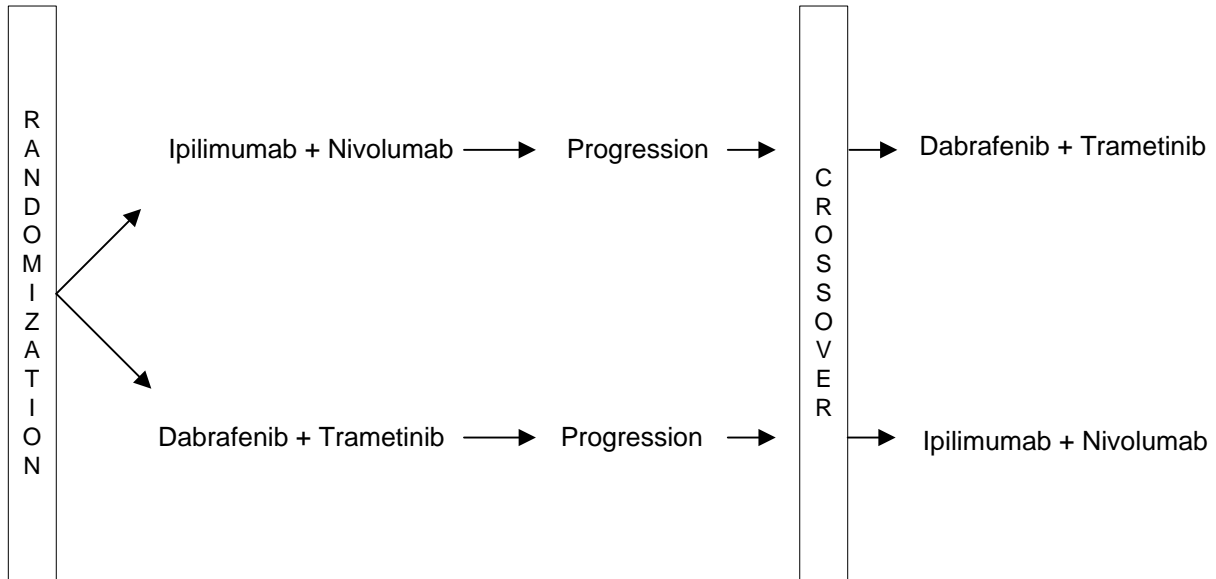 RANDOMIZATION
Ipilimumab + Nivolumab
Progression
CROSSOVER
Dabrafenib + Trametinib
Dabrafenib + Trametinib
Progression
Ipilimumab + Nivolumab